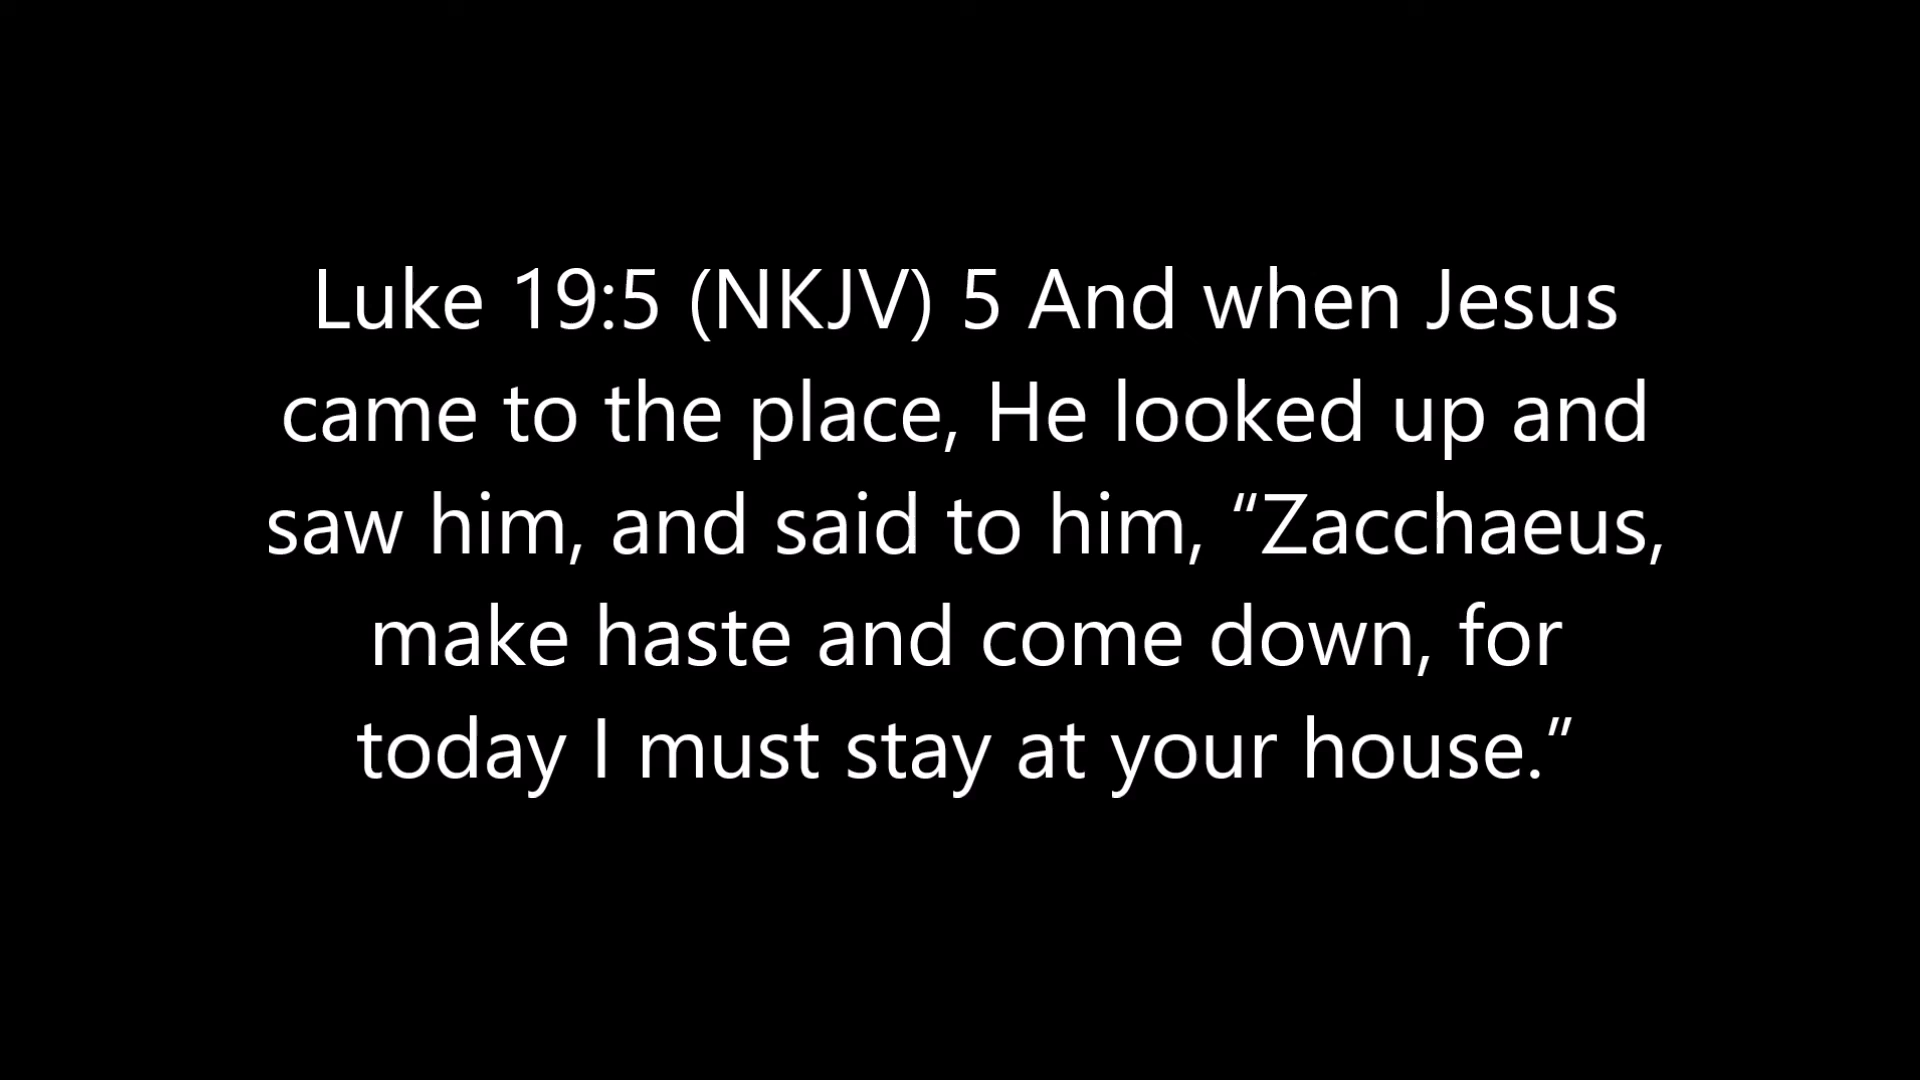 Luke 19:5 (NKJV) 5 And when Jesus
came to the place, He looked up and
saw him, and said to him, “Zacchaeus,
make haste and come down, for
today I must stay at your house.”